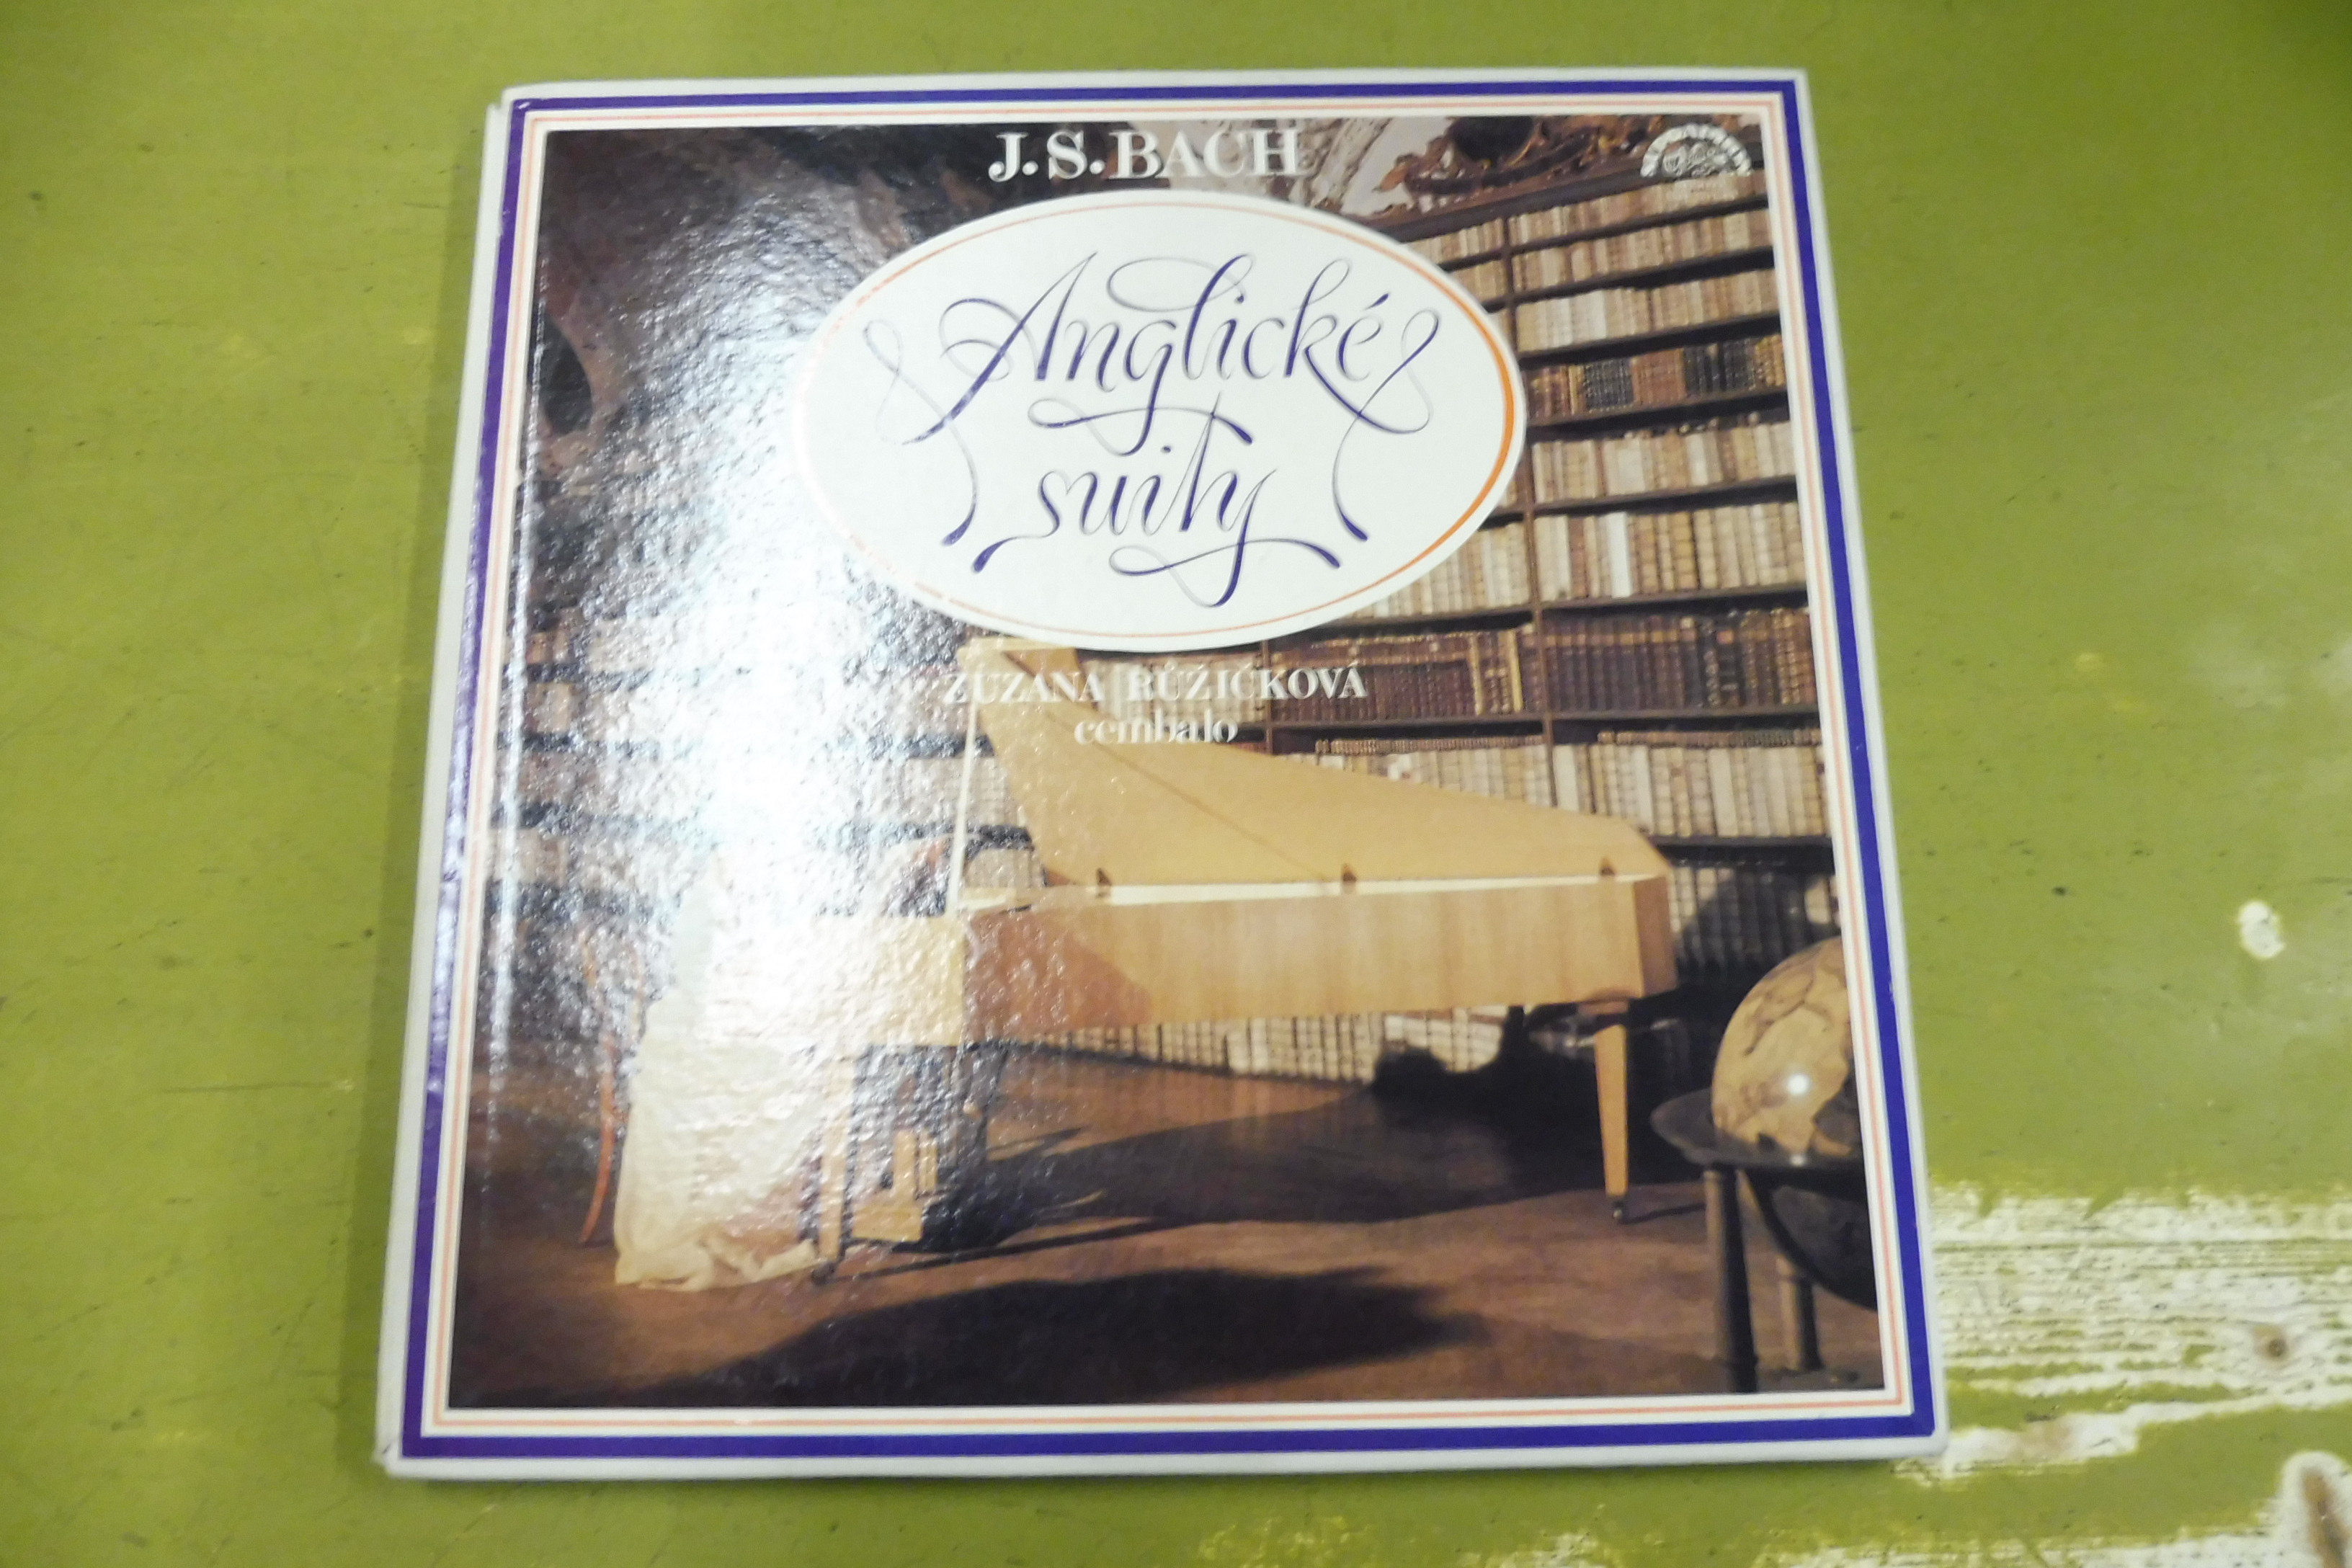 J. S. BACH
Anglické
suity
ZUZANA RŮŽIČKOVÁ
cembalo